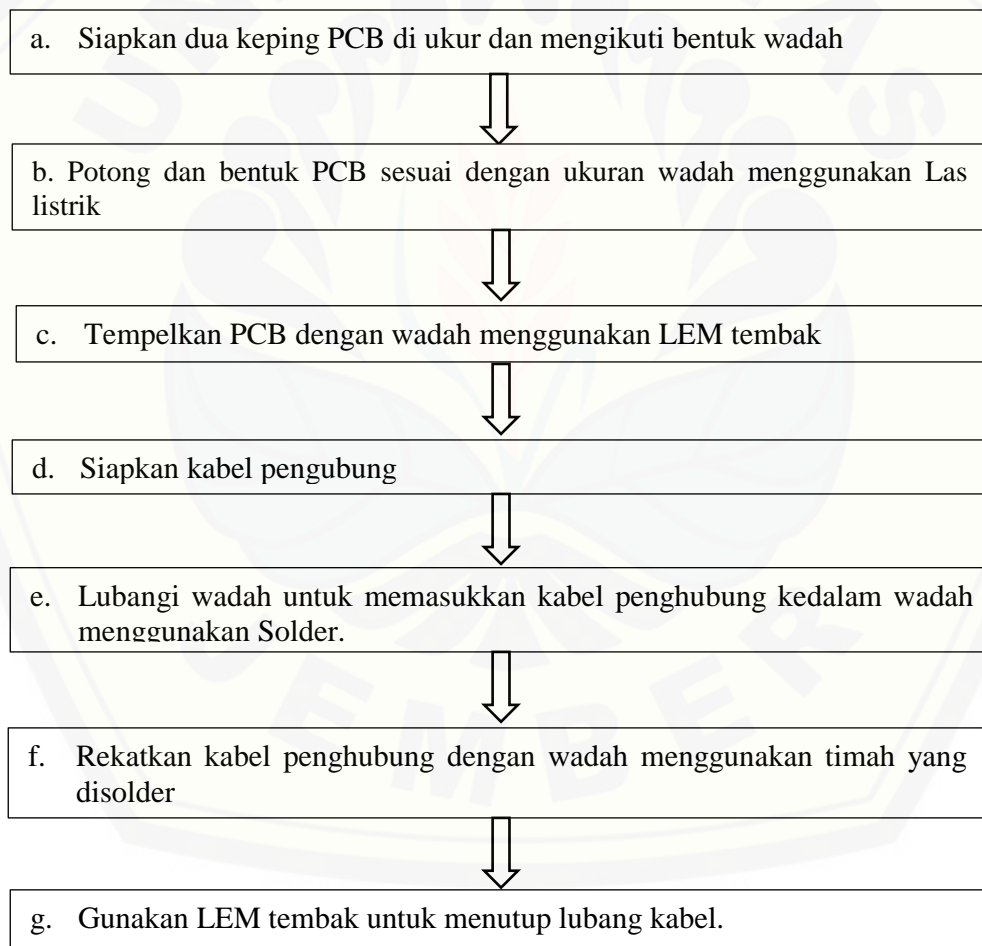 a. Siapkan dua keping PCB di ukur dan mengikuti bentuk wadah
b. Potong dan bentuk PCB sesuai dengan ukuran wadah menggunakan Las
listrik
c. Tempelkan PCB dengan wadah menggunakan LEM tembak
d. Siapkan kabel pengubung
e. Lubangi wadah untuk memasukkan kabel penghubung kedalam wadah
menggunakan Solder.
f. Rekatkan kabel penghubung dengan wadah menggunakan timah yang
disolder
g. Gunakan LEM tembak untuk menutup lubang kabel.